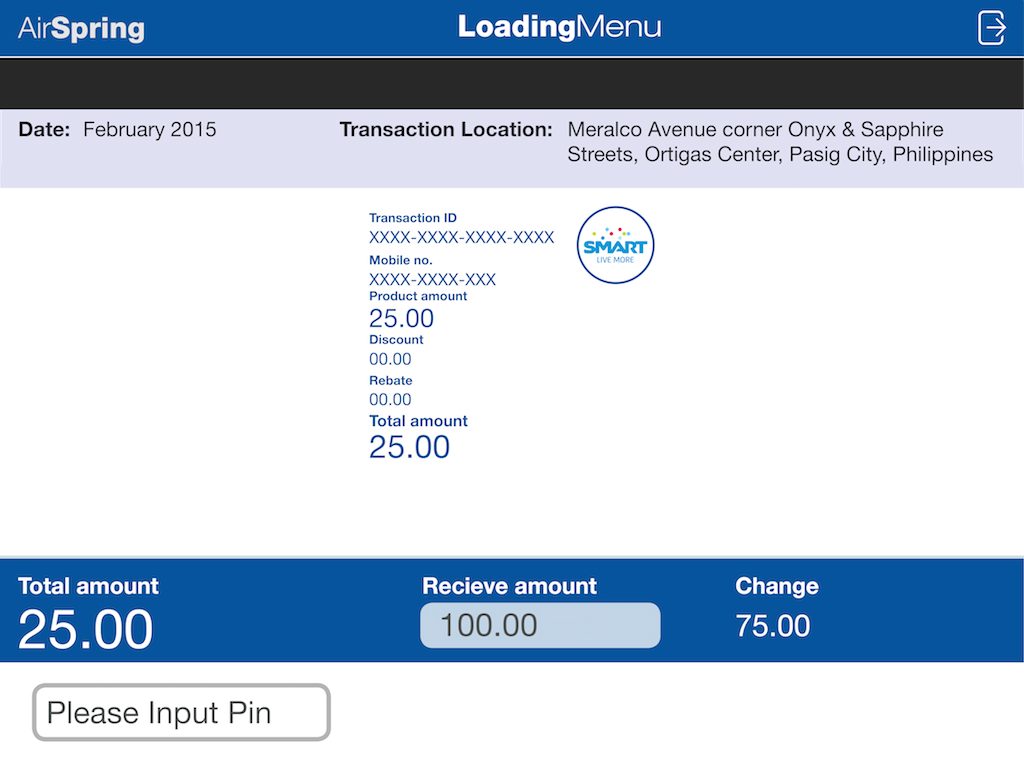 AirSpring
LoadingMenu
Date: February 2015
Transaction Location: Meralco Avenue corner Onyx & Sapphire
Streets, Ortigas Center, Pasig City, Philippines
Transaction ID
XXXX-XXXX-XXXX-XXXX
SMART
LIVE MORE
Mobile no.
XXXX-XXXX-XXX
Product amount
25.00
Discount
00.00
Rebate
00.00
Total amount
25.00
Total amount
25.00
Recieve amount
100.00
Change
75.00
Please Input Pin